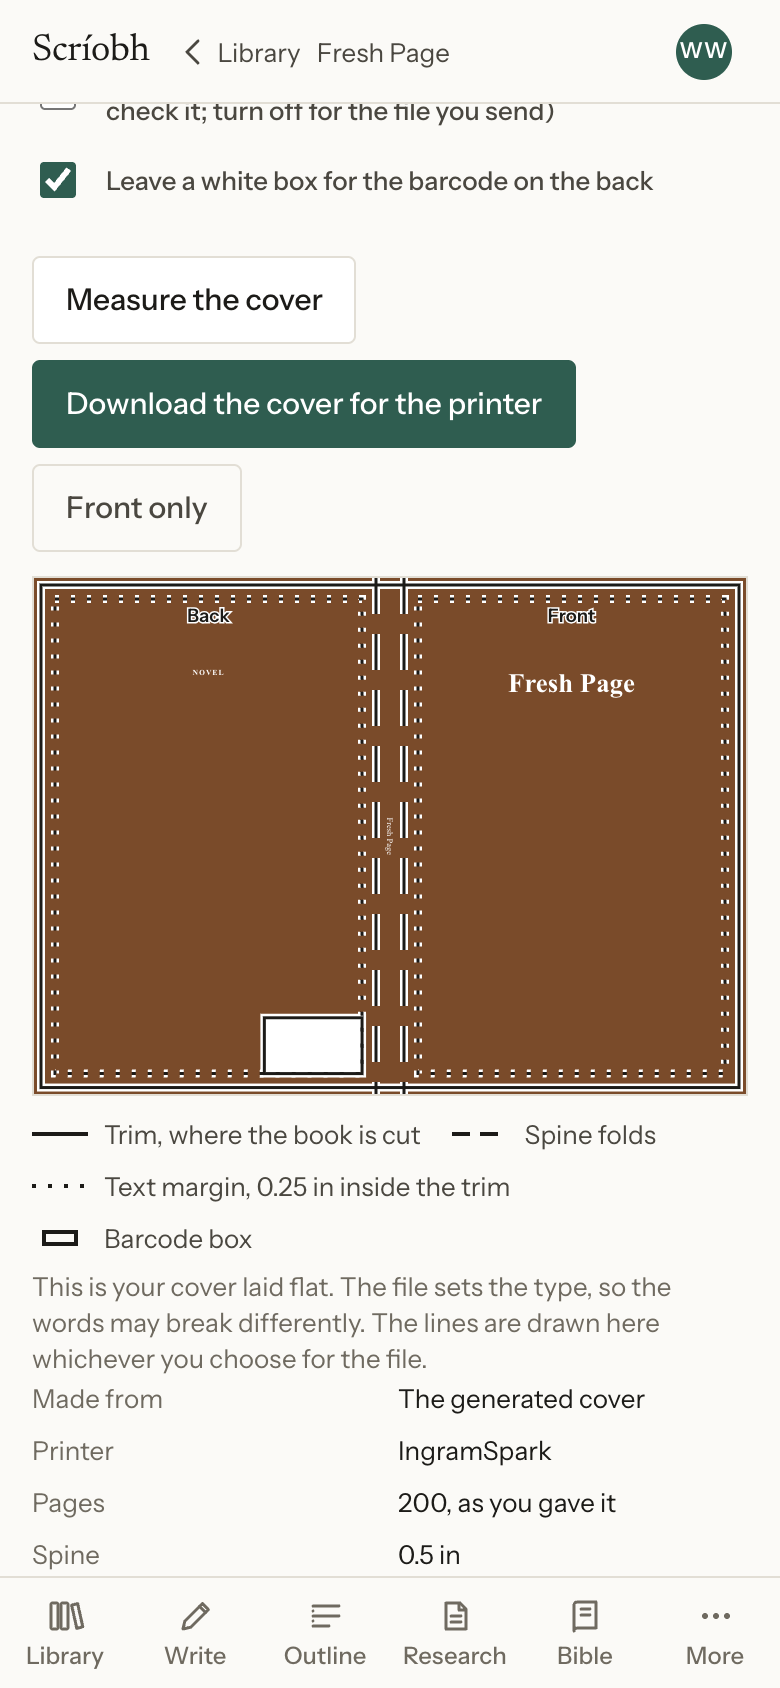 Scríobh
Library Fresh Page
WW
check it; turn off for the file you send)
Leave a white box for the barcode on the back
Measure the cover
Download the cover for the printer
Front only
Back
Front
NOVEL
Fresh Page
Fresh Page
Trim, where the book is cut
Spine folds
Text margin, 0.25 in inside the trim
Barcode box
This is your cover laid flat. The file sets the type, so the
words may break differently. The lines are drawn here
whichever you choose for the file.
Made from The generated cover
Printer IngramSpark
Pages 200, as you gave it
Spine 0.5 in
Library Write Outline Research Bible More